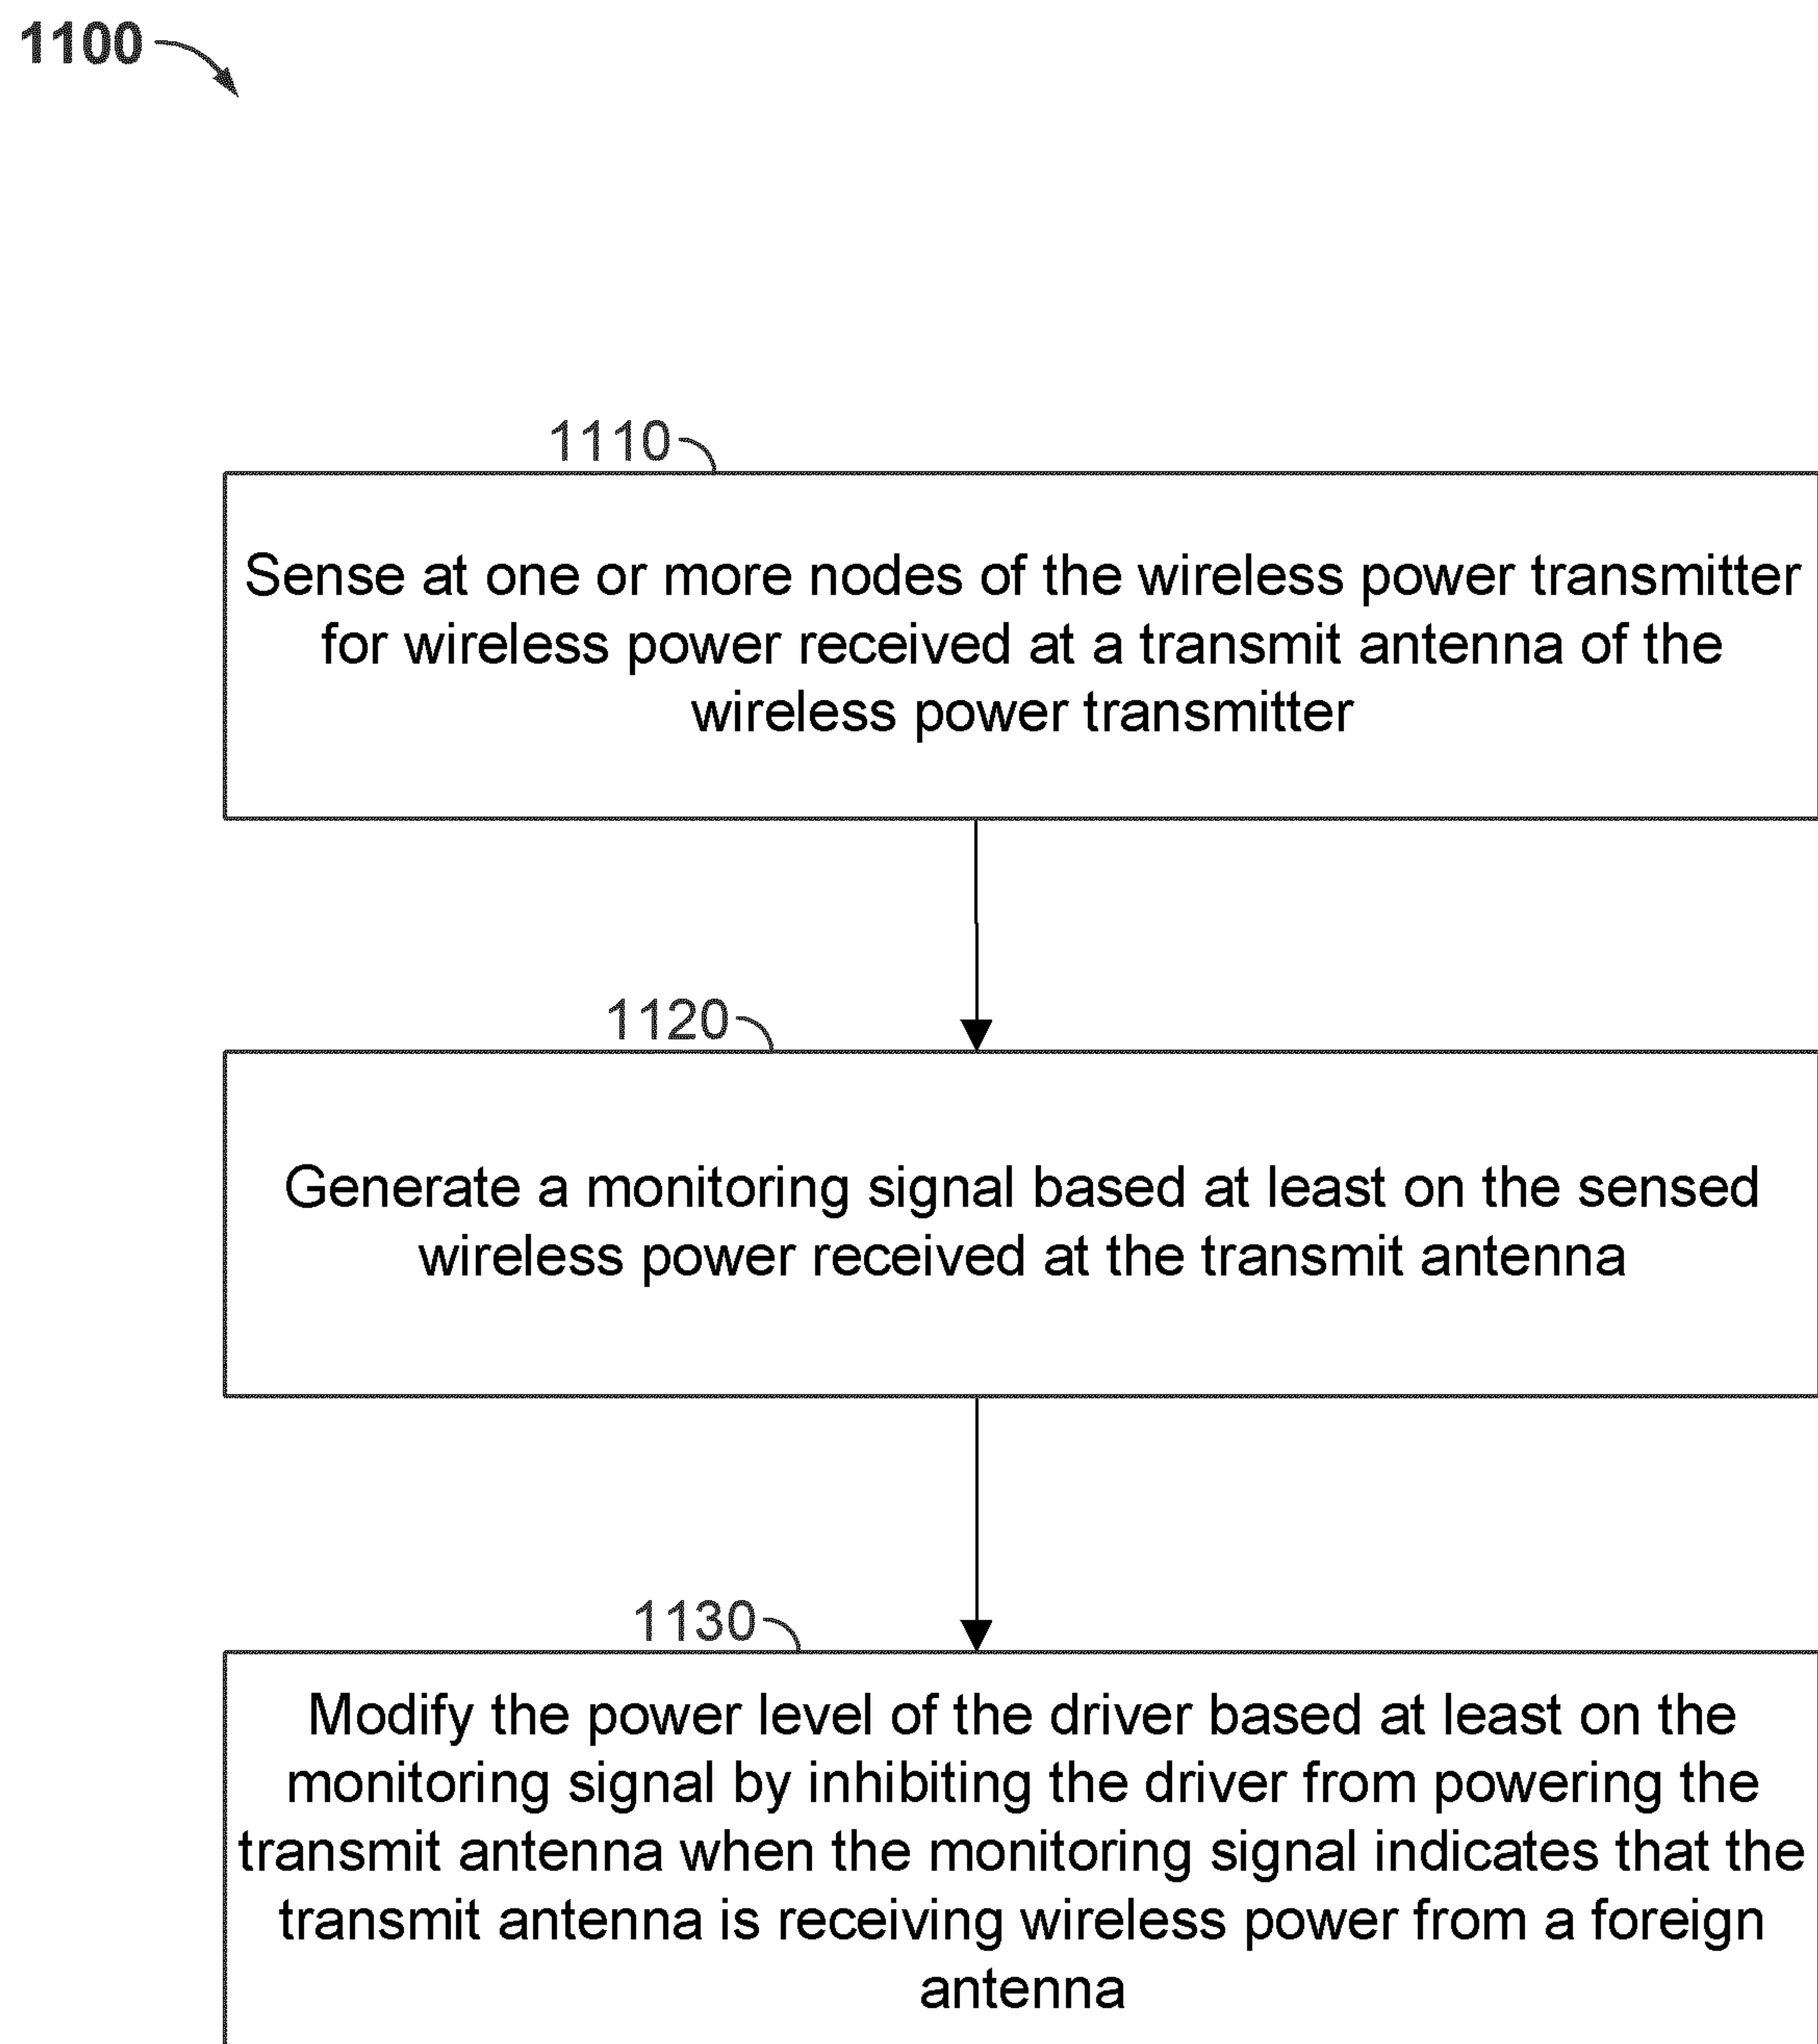 1100
1110
Sense at one or more nodes of the wireless power transmitter
for wireless power received at a transmit antenna of the
wireless power transmitter
1120
Generate a monitoring signal based at least on the sensed
wireless power received at the transmit antenna
1130
Modify the power level of the driver based at least on the
monitoring signal by inhibiting the driver from powering the
transmit antenna when the monitoring signal indicates that the
transmit antenna is receiving wireless power from a foreign
antenna